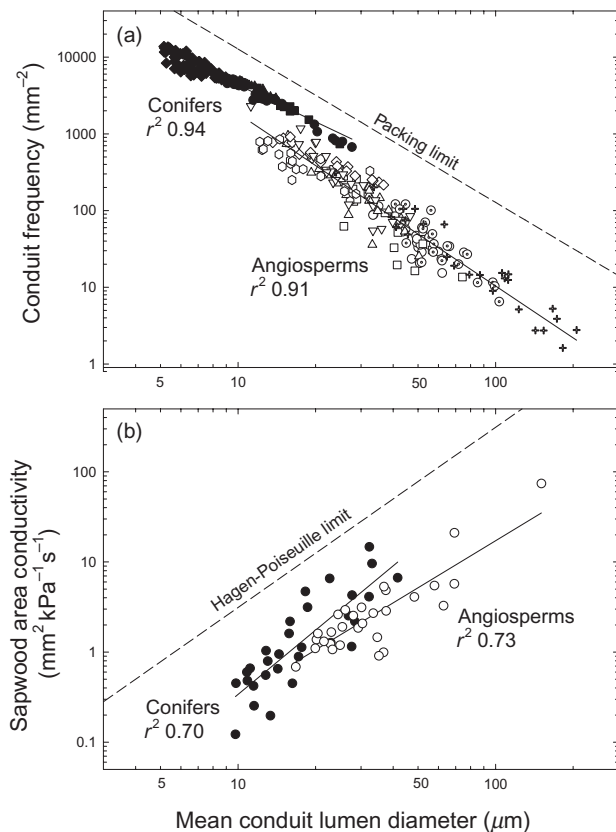 (a)
Conduit frequency (mm⁻²)
10000
1000
100
10
1
Conifers
r² 0.94
Packing limit
Angiosperms
r² 0.91
5
10
50
100
(b)
Sapwood area conductivity
(mm² kPa⁻¹ s⁻¹)
100
10
1
0.1
Hagen-Poiseuille limit
Angiosperms
r² 0.73
Conifers
r² 0.70
5
10
50
100
Mean conduit lumen diameter (μm)